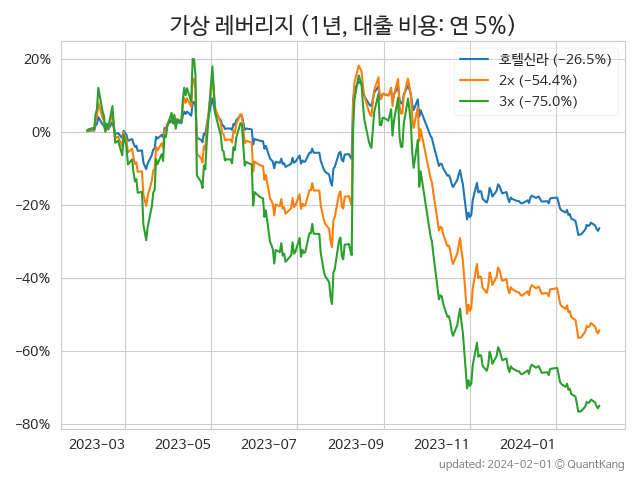 가상 레버리지 (1년, 대출 비용: 연 5%)
호텔신라 (−26.5%)
2x (−54.4%)
3x (−75.0%)
20%
0%
−20%
−40%
−60%
−80%
2023-03 2023-05 2023-07 2023-09 2023-11 2024-01
updated: 2024-02-01 © QuantKang